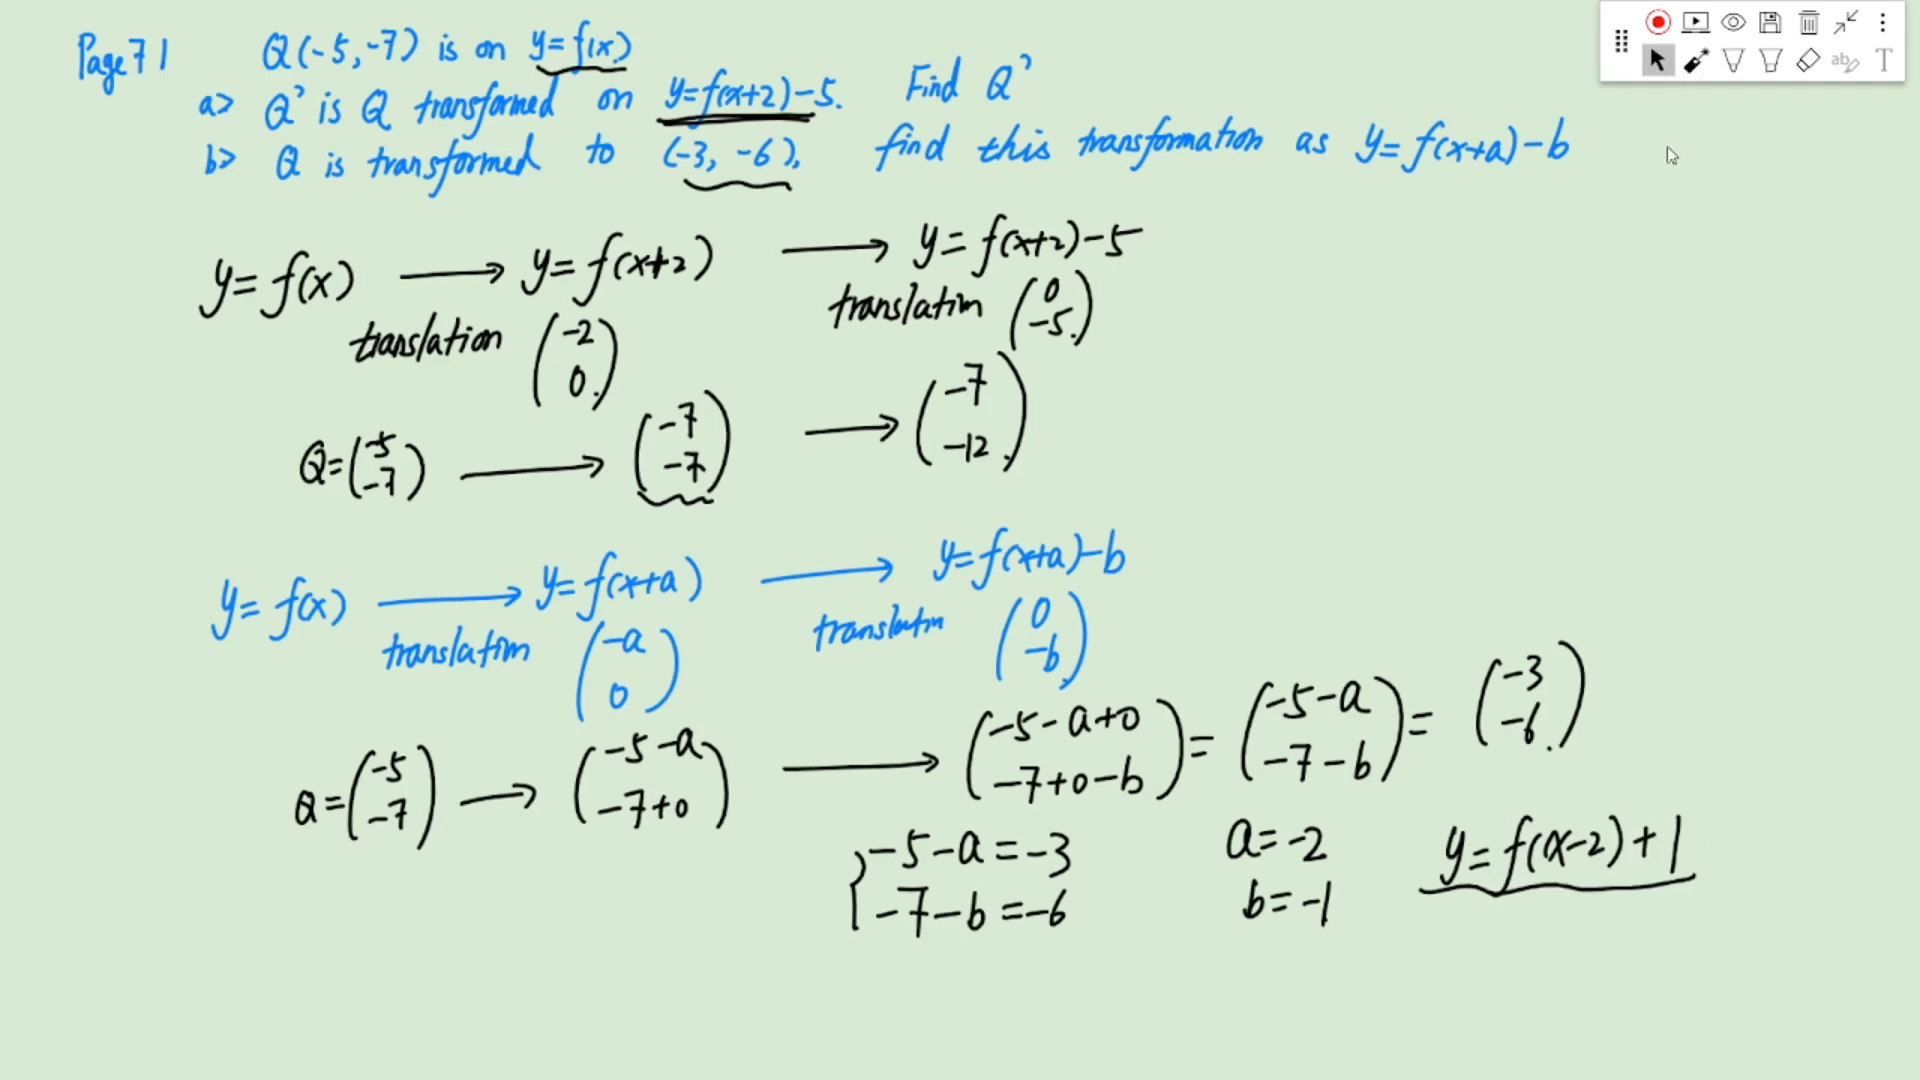 Page 71 Q(-5,-7) is on y=f(x)
a> Q' is Q transformed on y=f(x+2)-5. Find Q'
b> Q is transformed to (-3,-6), find this transformation as y=f(x+a)-b
y=f(x) → y=f(x+2) → y=f(x+2)-5
translation (-2 0) translation (0 -5)
Q=(-5 -7) → (-7 -7) → (-7 -12)
y=f(x) → y=f(x+a) → y=f(x+a)-b
translation (-a 0) translation (0 -b)
Q=(-5 -7) → (-5-a -7+0) → (-5-a+0 -7+0-b) = (-5-a -7-b) = (-3 -6)
{-5-a=-3 a=-2 y=f(x-2)+1
-7-b=-6 b=-1
ab
T